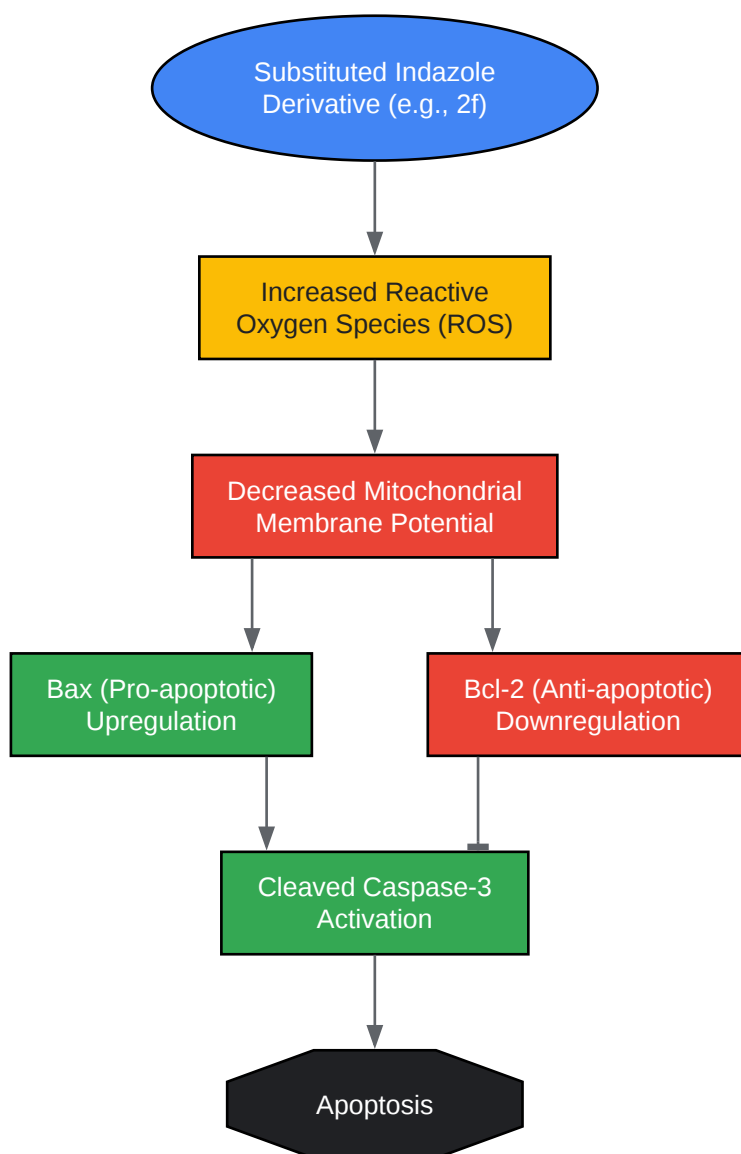 Substituted Indazole
Derivative (e.g., 2f)
Increased Reactive
Oxygen Species (ROS)
Decreased Mitochondrial
Membrane Potential
Bax (Pro-apoptotic)
Upregulation
Bcl-2 (Anti-apoptotic)
Downregulation
Cleaved Caspase-3
Activation
Apoptosis